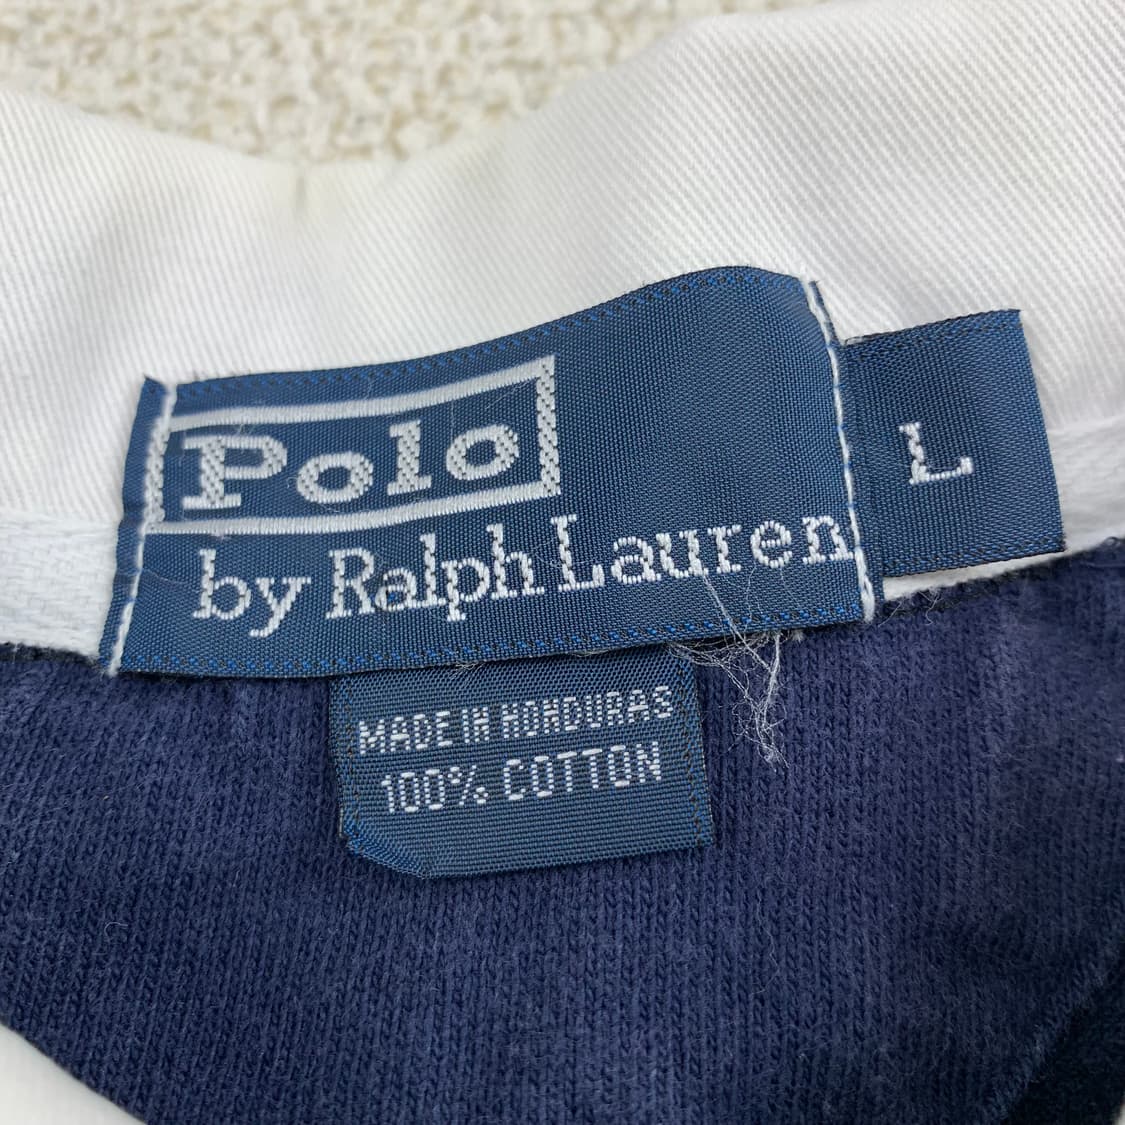 Polo
by Ralph Lauren
L
MADE IN HONDURAS
100% COTTON